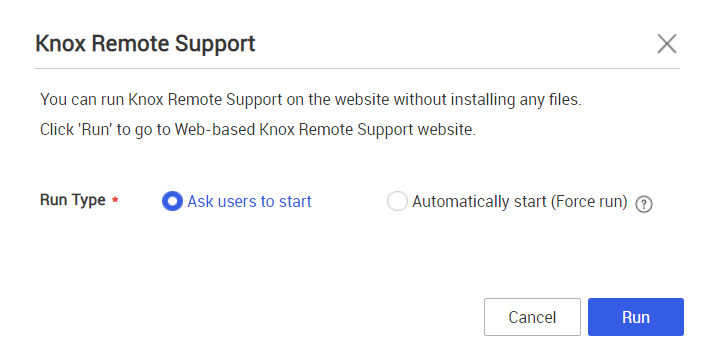 Knox Remote Support
You can run Knox Remote Support on the website without installing any files.
Click 'Run' to go to Web-based Knox Remote Support website.
Run Type * Ask users to start Automatically start (Force run) ?
Cancel Run